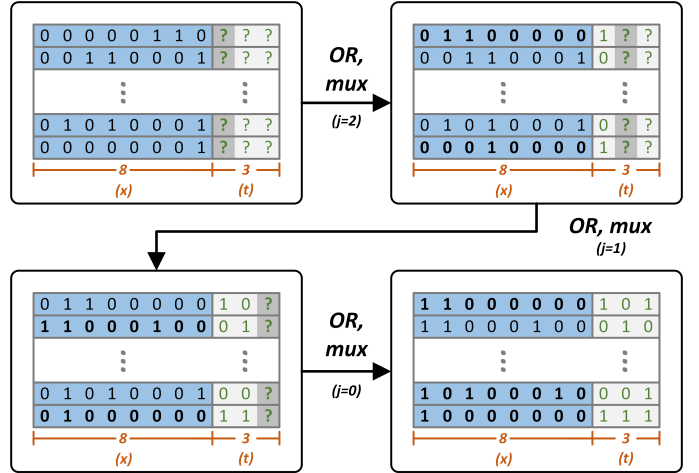 0 0 0 0 0 1 1 0 ? ? ?
0 0 1 1 0 0 0 1 ? ? ?
0 1 0 1 0 0 0 1 ? ? ?
0 0 0 0 0 0 0 1 ? ? ?
8 3
(x) (t)
OR,
mux
(j=2)
0 1 1 0 0 0 0 0 1 ? ?
0 0 1 1 0 0 0 1 0 ? ?
0 1 0 1 0 0 0 1 0 ? ?
0 0 0 1 0 0 0 0 1 ? ?
8 3
(x) (t)
OR, mux
(j=1)
0 1 1 0 0 0 0 0 1 0 ?
1 1 0 0 0 1 0 0 0 1 ?
0 1 0 1 0 0 0 1 0 0 ?
0 1 0 0 0 0 0 0 1 1 ?
8 3
(x) (t)
OR,
mux
(j=0)
1 1 0 0 0 0 0 0 1 0 1
1 1 0 0 0 1 0 0 0 1 0
1 0 1 0 0 0 1 0 0 0 1
1 0 0 0 0 0 0 0 1 1 1
8 3
(x) (t)